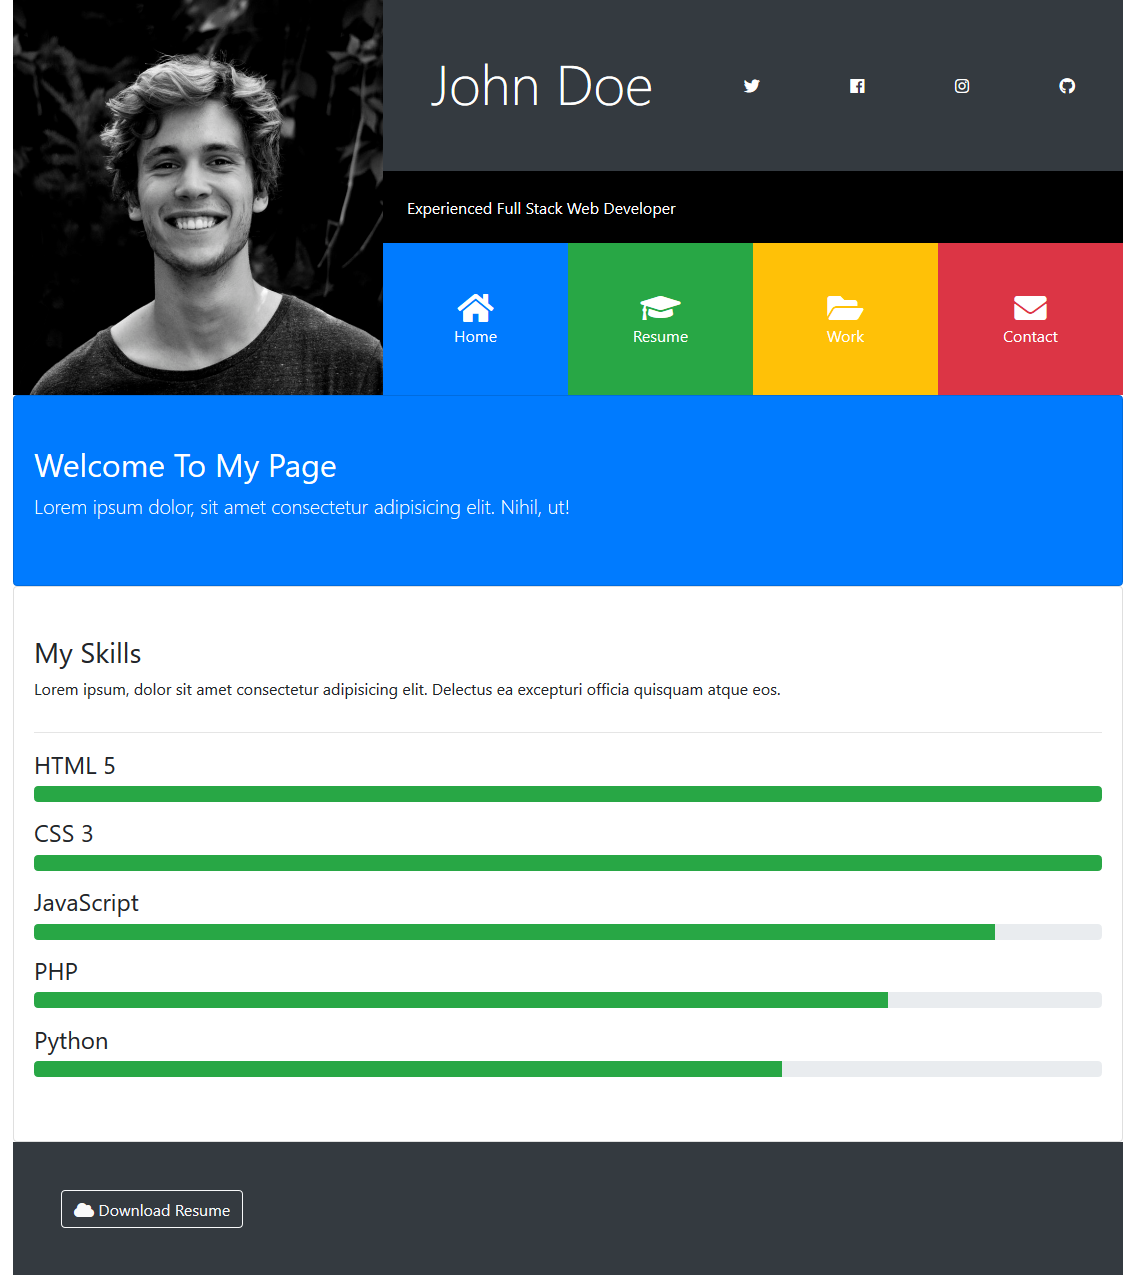 John Doe
Experienced Full Stack Web Developer
Home
Resume
Work
Contact
Welcome To My Page
Lorem ipsum dolor, sit amet consectetur adipisicing elit. Nihil, ut!
My Skills
Lorem ipsum, dolor sit amet consectetur adipisicing elit. Delectus ea excepturi officia quisquam atque eos.
HTML 5
CSS 3
JavaScript
PHP
Python
Download Resume